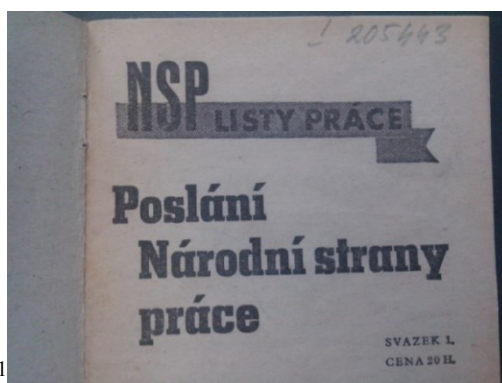 I 205443
NSP LISTY PRÁCE
Poslání
Národní strany
práce
SVAZEK 1.
CENA 20 H.
l